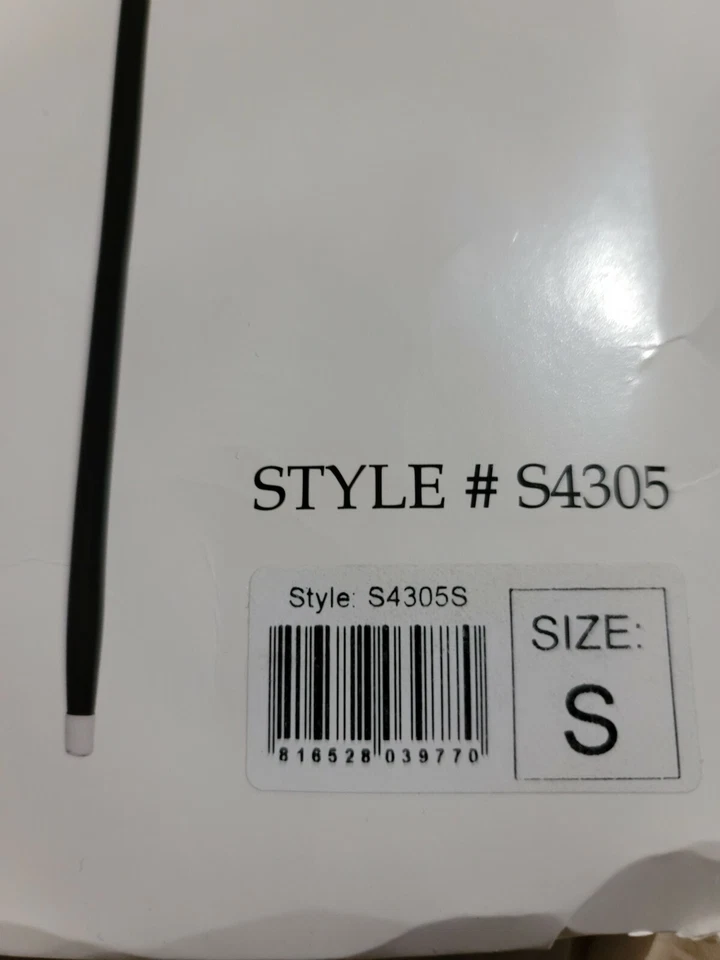 STYLE # S4305
Style: S4305S
SIZE:
S
816528 039770